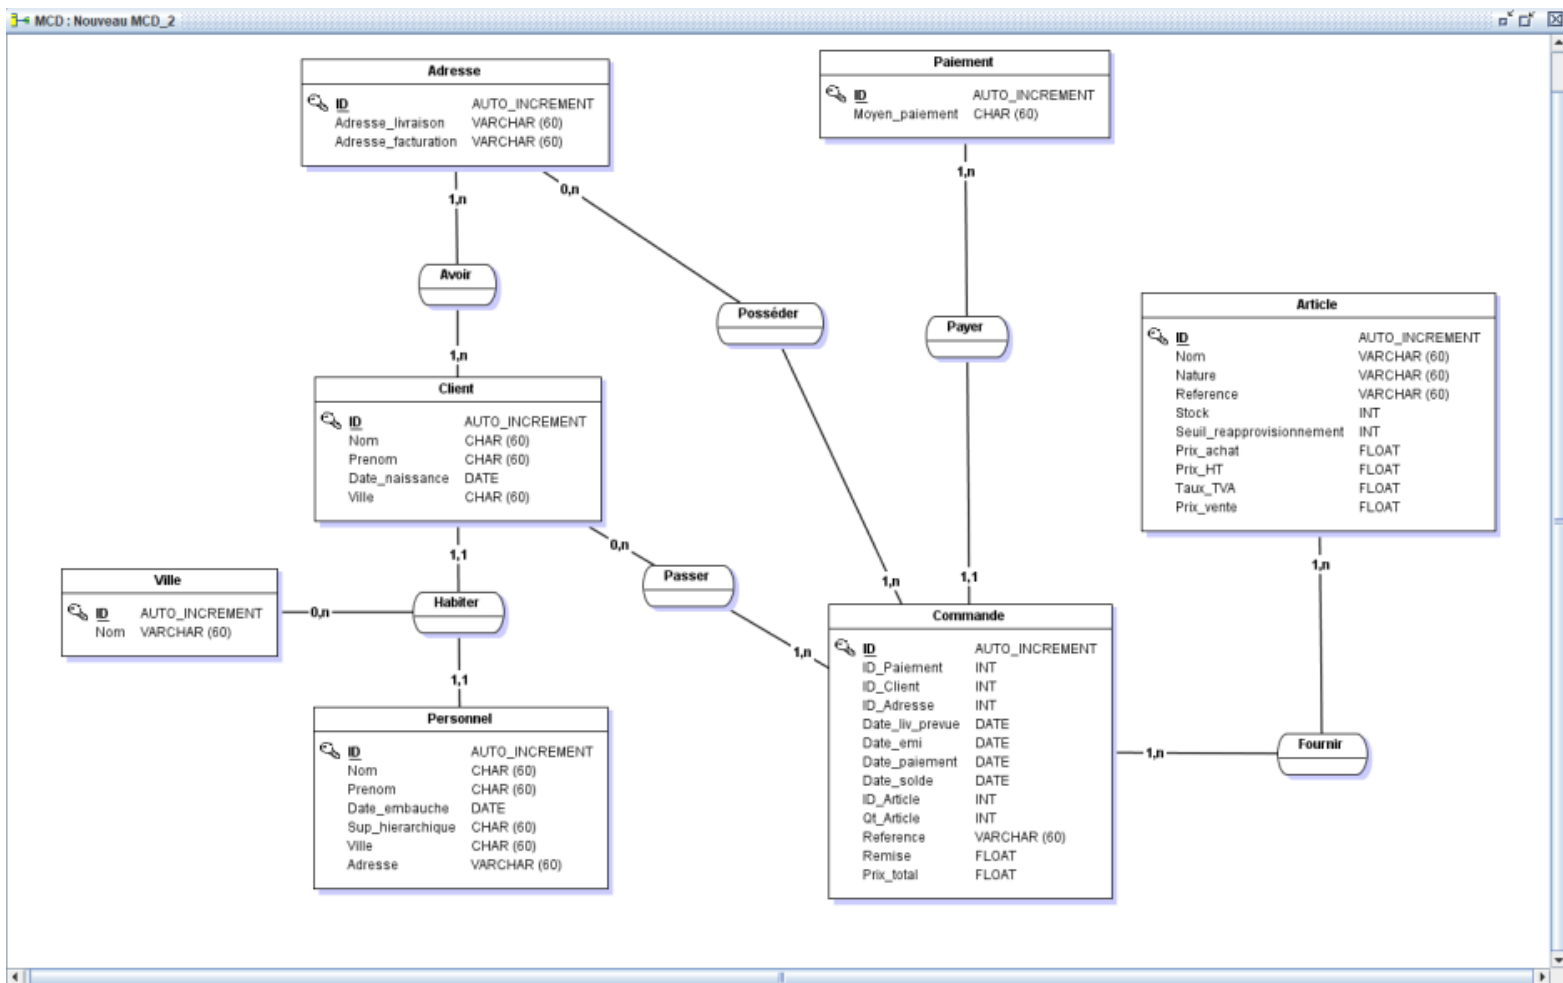 MCD : Nouveau MCD_2
Adresse
ID AUTO_INCREMENT
Adresse_livraison VARCHAR (60)
Adresse_facturation VARCHAR (60)
Paiement
ID AUTO_INCREMENT
Moyen_paiement CHAR (60)
1,n
0,n
1,n
Avoir
Posséder
Payer
1,n
Article
ID AUTO_INCREMENT
Nom VARCHAR (60)
Nature VARCHAR (60)
Reference VARCHAR (60)
Stock INT
Seuil_reapprovisionnement INT
Prix_achat FLOAT
Prix_HT FLOAT
Taux_TVA FLOAT
Prix_vente FLOAT
Client
ID AUTO_INCREMENT
Nom CHAR (60)
Prenom CHAR (60)
Date_naissance DATE
Ville CHAR (60)
1,1
0,n
Passer
1,n
1,n
1,1
1,n
Ville
ID AUTO_INCREMENT
Nom VARCHAR (60)
0,n
Habiter
1,1
Personnel
ID AUTO_INCREMENT
Nom CHAR (60)
Prenom CHAR (60)
Date_embauche DATE
Sup_hierarchique CHAR (60)
Ville CHAR (60)
Adresse VARCHAR (60)
Commande
ID AUTO_INCREMENT
ID_Paiement INT
ID_Client INT
ID_Adresse INT
Date_liv_prevue DATE
Date_emi DATE
Date_paiement DATE
Date_solde DATE
ID_Article INT
Qt_Article INT
Reference VARCHAR (60)
Remise FLOAT
Prix_total FLOAT
1,n
Fournir